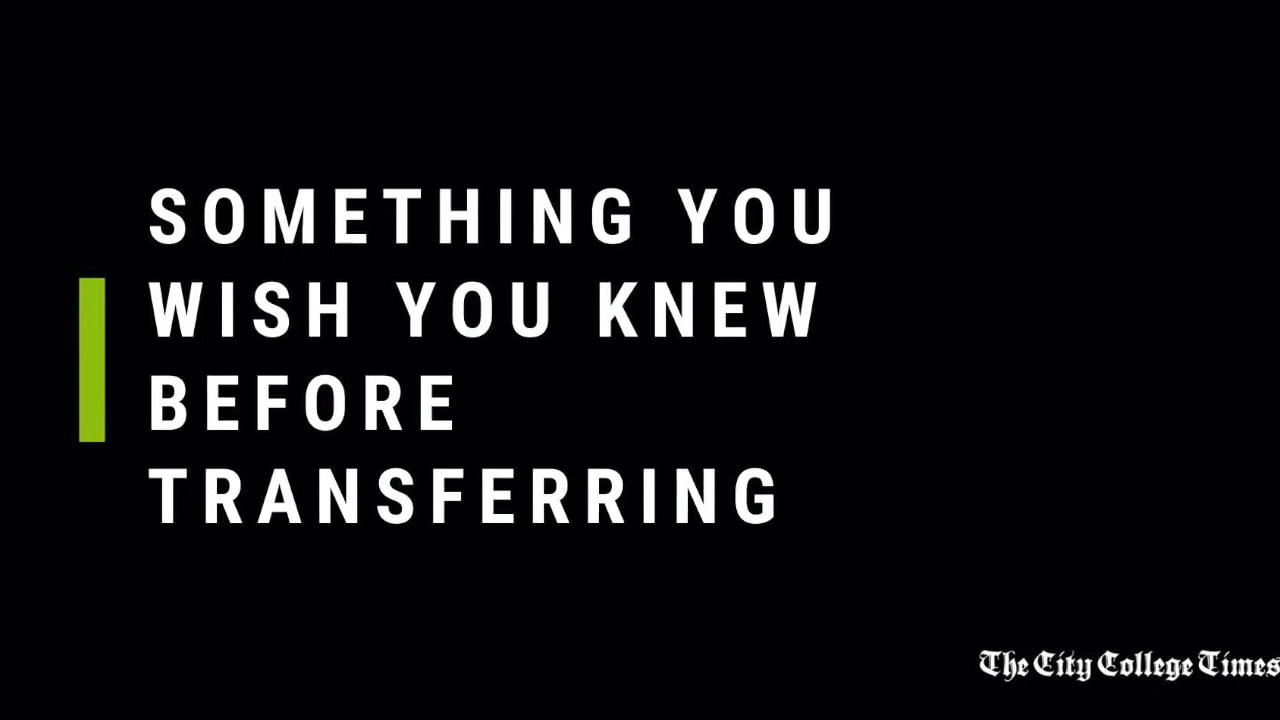 SOMETHING YOU
WISH YOU KNEW
BEFORE
TRANSFERRING
The City College Times